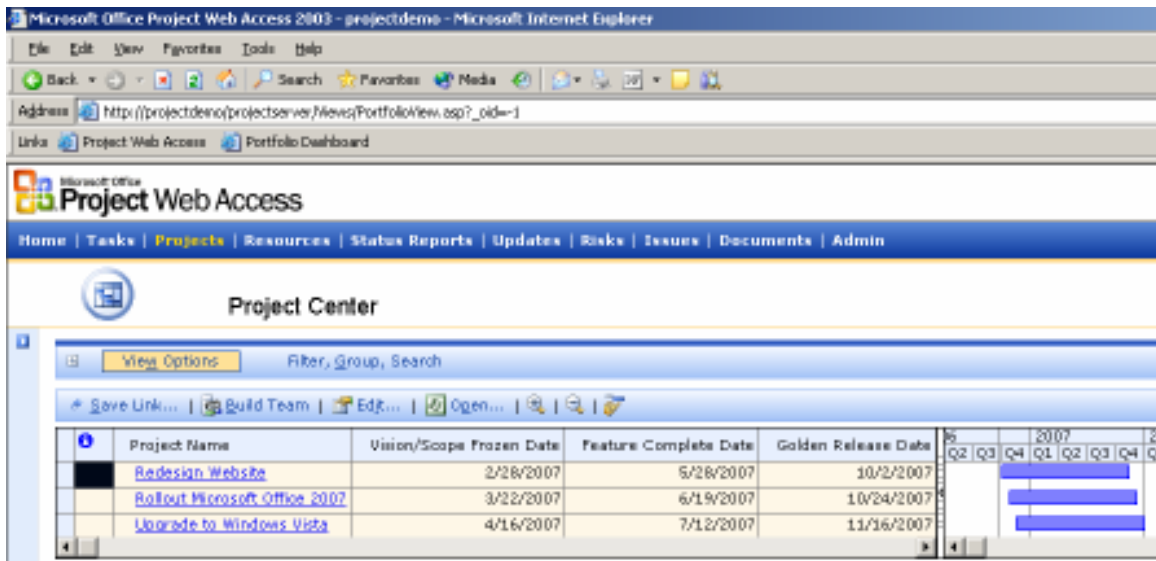 Microsoft Office Project Web Access 2003 - projectdemo - Microsoft Internet Explorer
File Edit View Favorites Tools Help
Back Search Favorites Media
Address http://projectdemo/projectserver/Views/PortfolioView.asp?_oid=-1
Links Project Web Access Portfolio Dashboard
Microsoft Office
Project Web Access
Home | Tasks | Projects | Resources | Status Reports | Updates | Risks | Issues | Documents | Admin
Project Center
View Options Filter, Group, Search
Save Link... | Build Team | Edit... | Open... | | |
Project Name Vision/Scope Frozen Date Feature Complete Date Golden Release Date 6 2007 2
Q2 Q3 Q4 Q1 Q2 Q3 Q4 Q
Redesign Website 2/28/2007 5/28/2007 10/2/2007
Rollout Microsoft Office 2007 3/22/2007 6/19/2007 10/24/2007
Upgrade to Windows Vista 4/16/2007 7/12/2007 11/16/2007